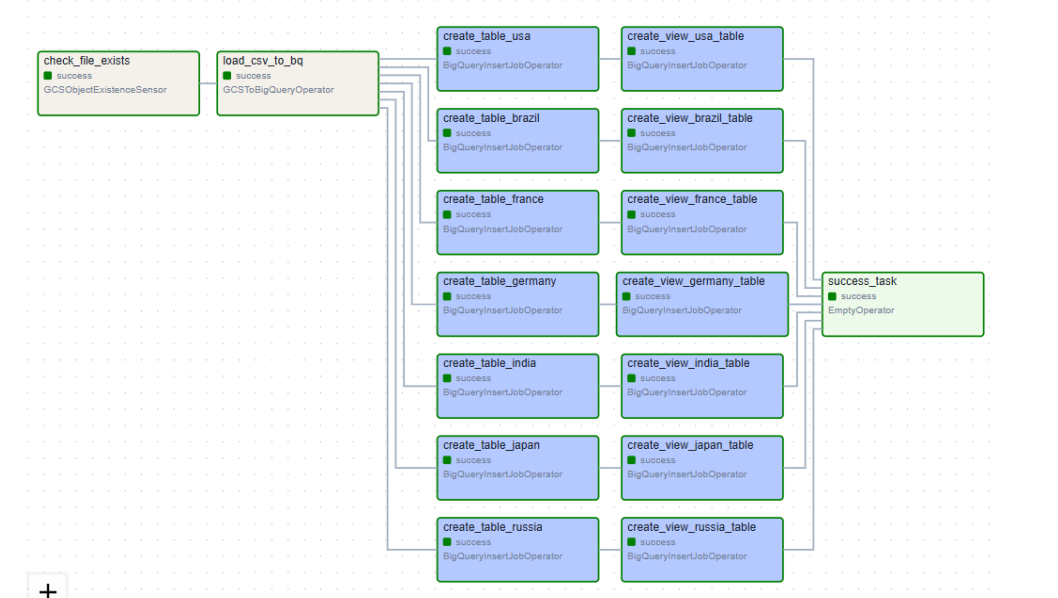 check_file_exists
success
GCSObjectExistenceSensor
load_csv_to_bq
success
GCSToBigQueryOperator
create_table_usa
success
BigQueryInsertJobOperator
create_view_usa_table
success
BigQueryInsertJobOperator
create_table_brazil
success
BigQueryInsertJobOperator
create_view_brazil_table
success
BigQueryInsertJobOperator
create_table_france
success
BigQueryInsertJobOperator
create_view_france_table
success
BigQueryInsertJobOperator
create_table_germany
success
BigQueryInsertJobOperator
create_view_germany_table
success
BigQueryInsertJobOperator
create_table_india
success
BigQueryInsertJobOperator
create_view_india_table
success
BigQueryInsertJobOperator
create_table_japan
success
BigQueryInsertJobOperator
create_view_japan_table
success
BigQueryInsertJobOperator
create_table_russia
success
BigQueryInsertJobOperator
create_view_russia_table
success
BigQueryInsertJobOperator
success_task
success
EmptyOperator
+